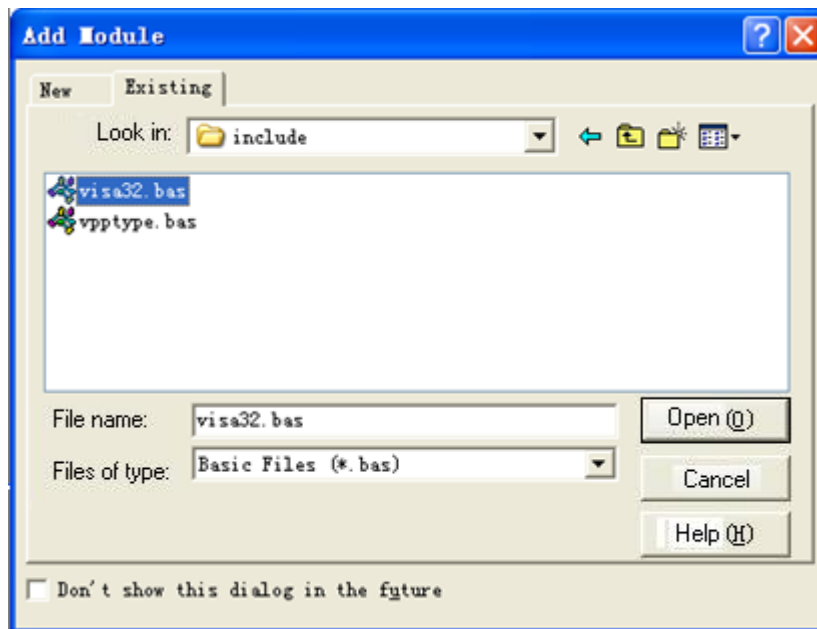 Add Module
New Existing
Look in: include
visa32.bas
vpptype.bas
File name: visa32.bas Open (O)
Files of type: Basic Files (*.bas) Cancel
Help (H)
Don't show this dialog in the future